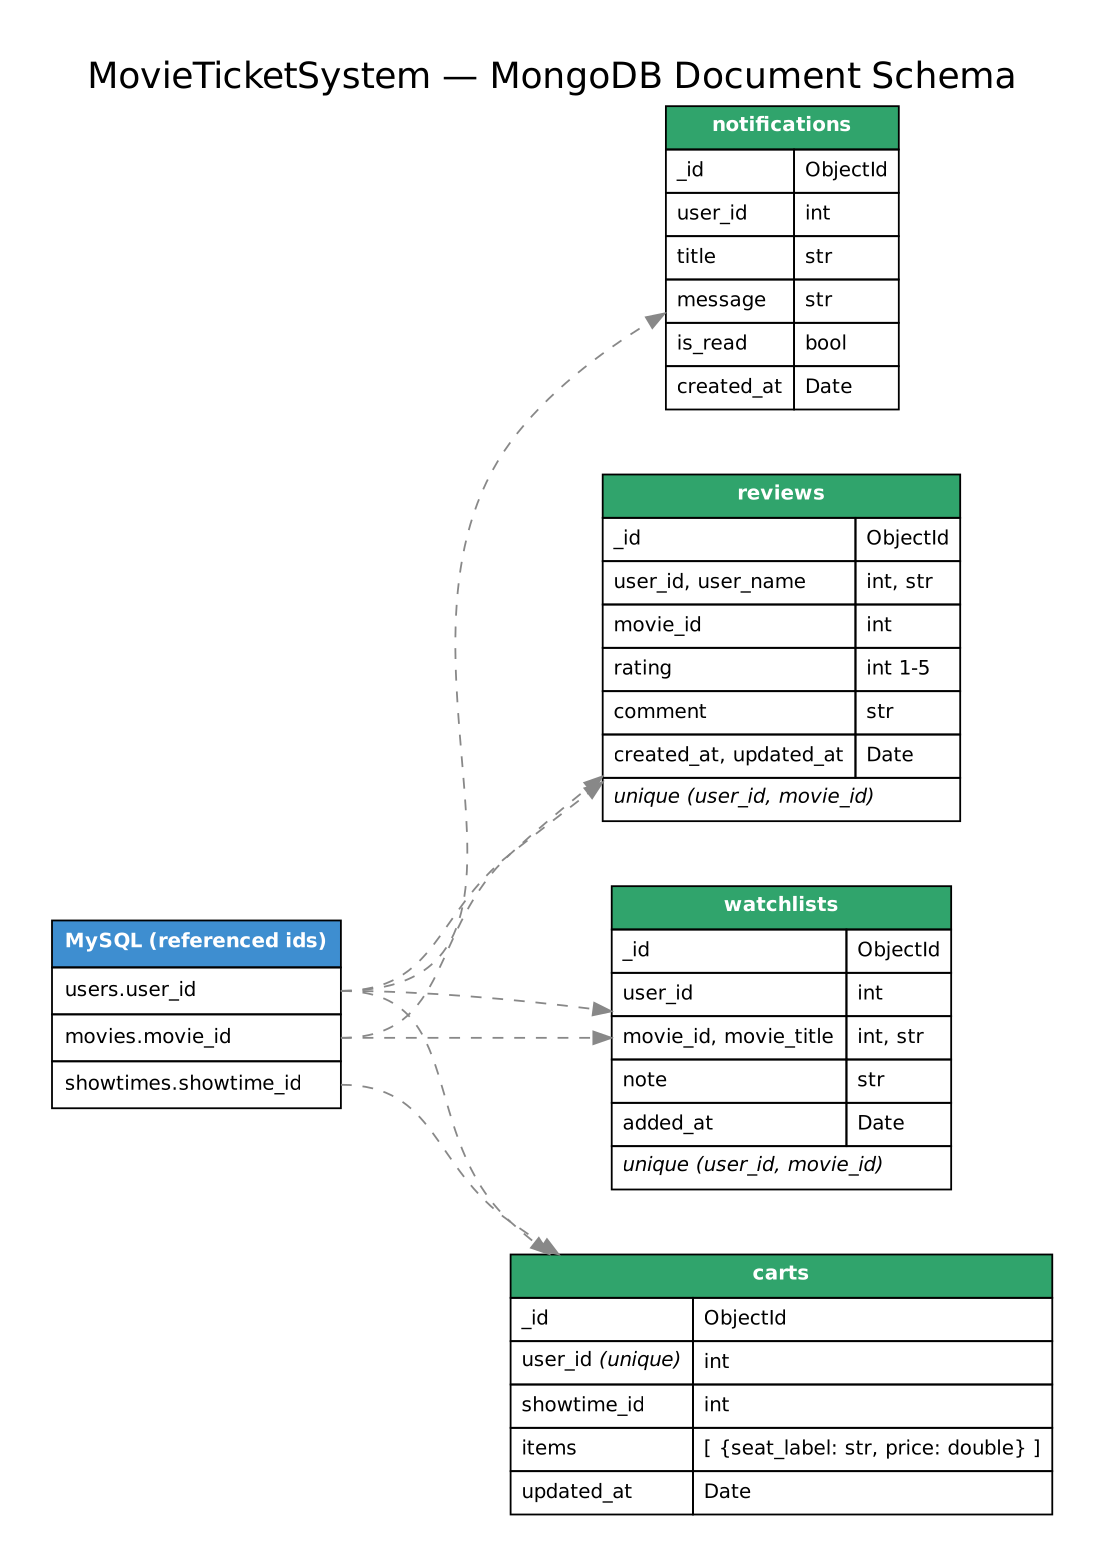 MovieTicketSystem — MongoDB Document Schema
notifications
_id ObjectId
user_id int
title str
message str
is_read bool
created_at Date
reviews
_id ObjectId
user_id, user_name int, str
movie_id int
rating int 1-5
comment str
created_at, updated_at Date
unique (user_id, movie_id)
MySQL (referenced ids)
users.user_id
movies.movie_id
showtimes.showtime_id
watchlists
_id ObjectId
user_id int
movie_id, movie_title int, str
note str
added_at Date
unique (user_id, movie_id)
carts
_id ObjectId
user_id (unique) int
showtime_id int
items [ {seat_label: str, price: double} ]
updated_at Date